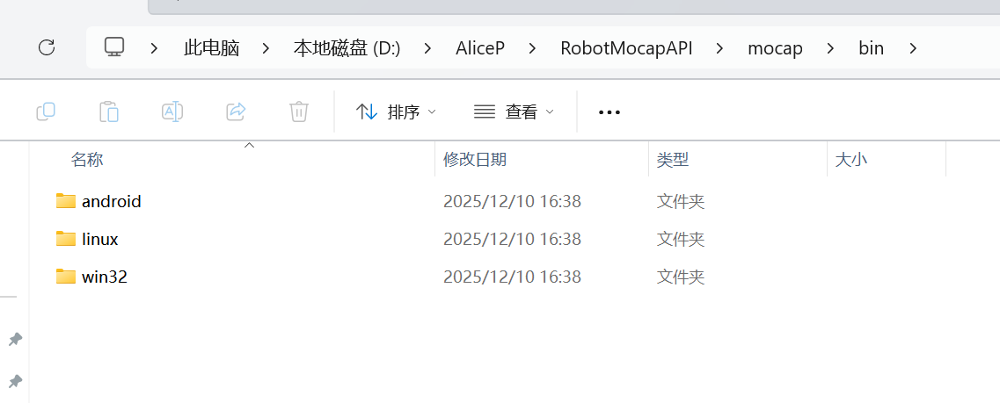 此电脑 > 本地磁盘 (D:) > AliceP > RobotMocapAPI > mocap > bin >
排序 查看
名称 修改日期 类型 大小
android 2025/12/10 16:38 文件夹
linux 2025/12/10 16:38 文件夹
win32 2025/12/10 16:38 文件夹